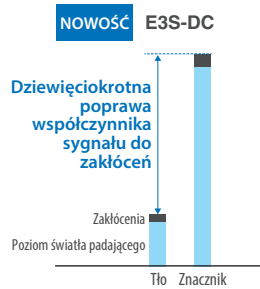 NOWOŚĆ E3S-DC
Dziewięciokrotna
poprawa
współczynnika
sygnału do
zakłóceń
Zakłócenia
Poziom światła padającego
Tło Znacznik